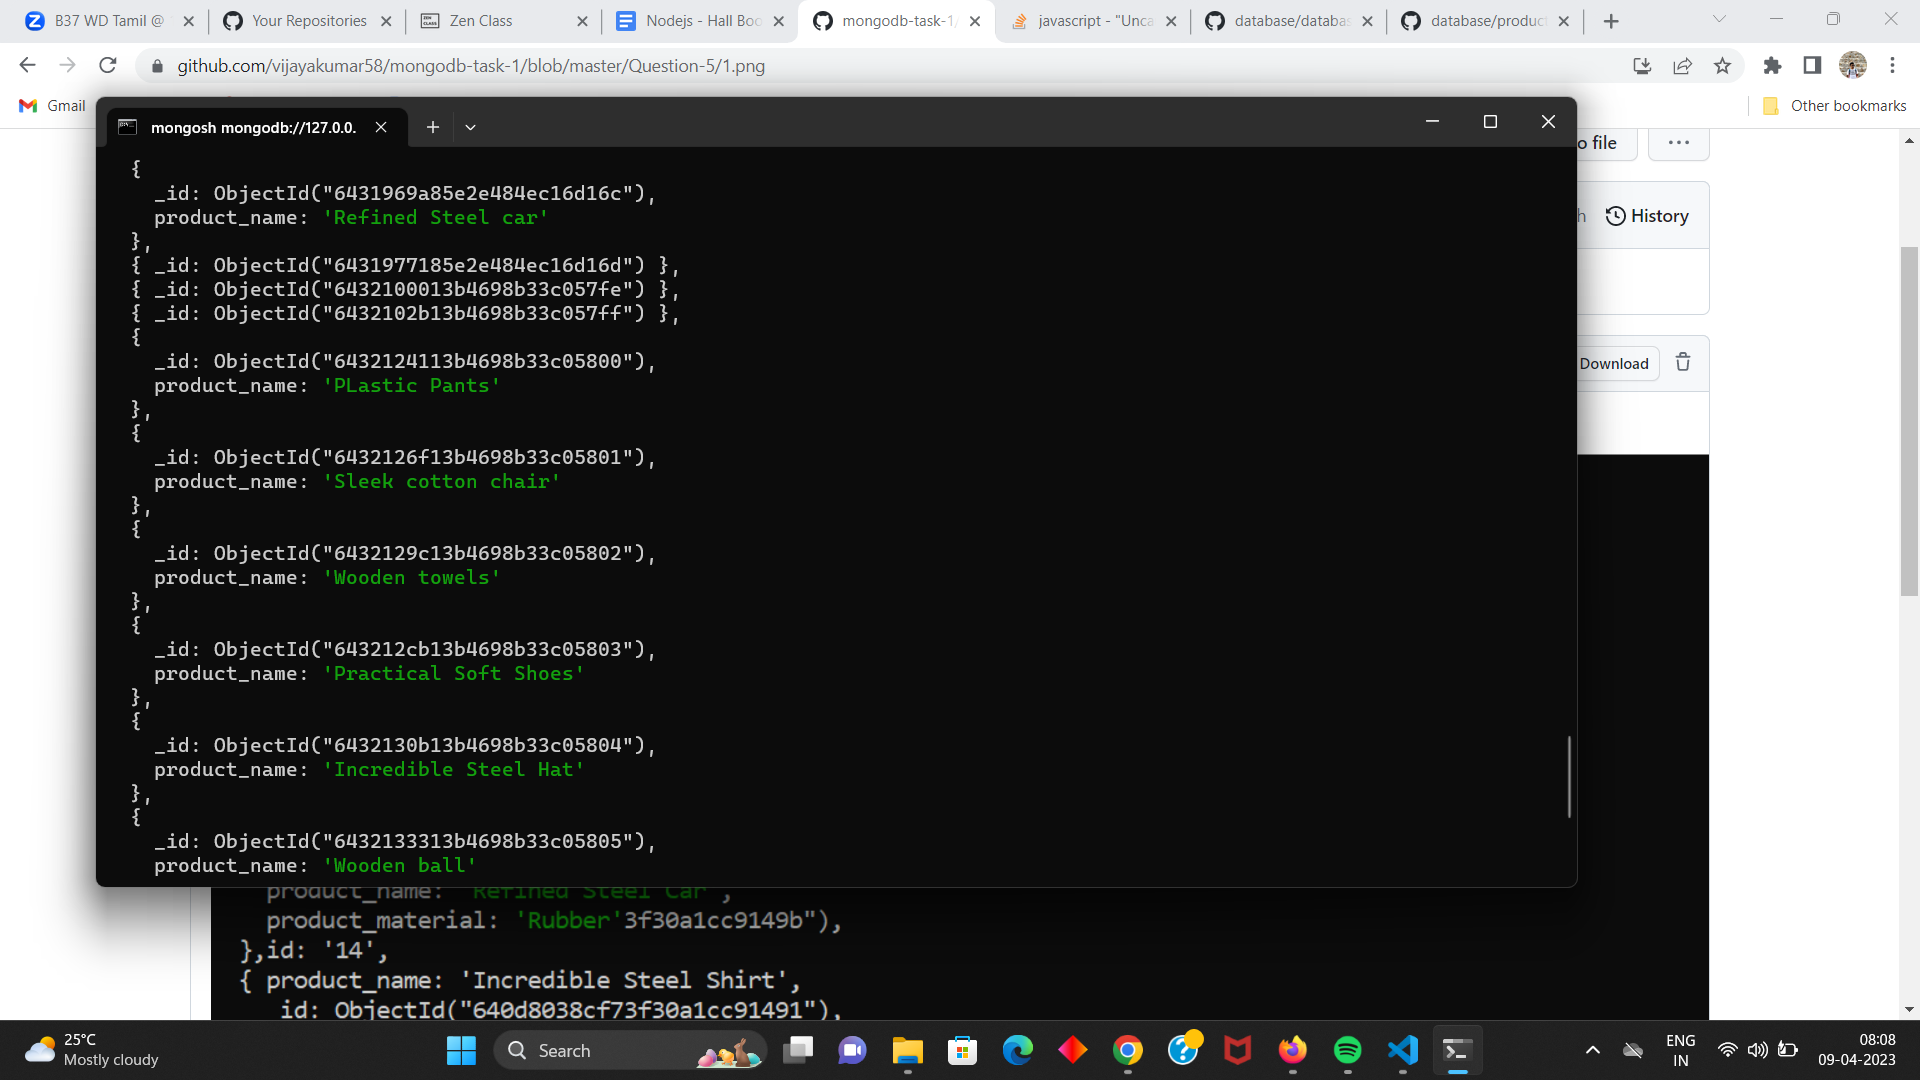 B37 WD Tamil @
Your Repositories
Zen Class
Nodejs - Hall Boo
mongodb-task-1/
javascript - "Unca
database/databas
database/product
github.com/vijayakumar58/mongodb-task-1/blob/master/Question-5/1.png
Gmail
Other bookmarks
mongosh mongodb://127.0.0.
o file
h History
Download
{
_id: ObjectId("6431969a85e2e484ec16d16c"),
product_name: 'Refined Steel car'
},
{ _id: ObjectId("6431977185e2e484ec16d16d") },
{ _id: ObjectId("6432100013b4698b33c057fe") },
{ _id: ObjectId("6432102b13b4698b33c057ff") },
{
_id: ObjectId("6432124113b4698b33c05800"),
product_name: 'PLastic Pants'
},
{
_id: ObjectId("6432126f13b4698b33c05801"),
product_name: 'Sleek cotton chair'
},
{
_id: ObjectId("6432129c13b4698b33c05802"),
product_name: 'Wooden towels'
},
{
_id: ObjectId("643212cb13b4698b33c05803"),
product_name: 'Practical Soft Shoes'
},
{
_id: ObjectId("6432130b13b4698b33c05804"),
product_name: 'Incredible Steel Hat'
},
{
_id: ObjectId("6432133313b4698b33c05805"),
product_name: 'Wooden ball'
product_name: 'Refined Steel Car',
product_material: 'Rubber'3f30a1cc9149b"),
},id: '14',
{ product_name: 'Incredible Steel Shirt',
id: ObjectId("640d8038cf73f30a1cc91491"),
25°C
Mostly cloudy
Search
ENG
IN
08:08
09-04-2023